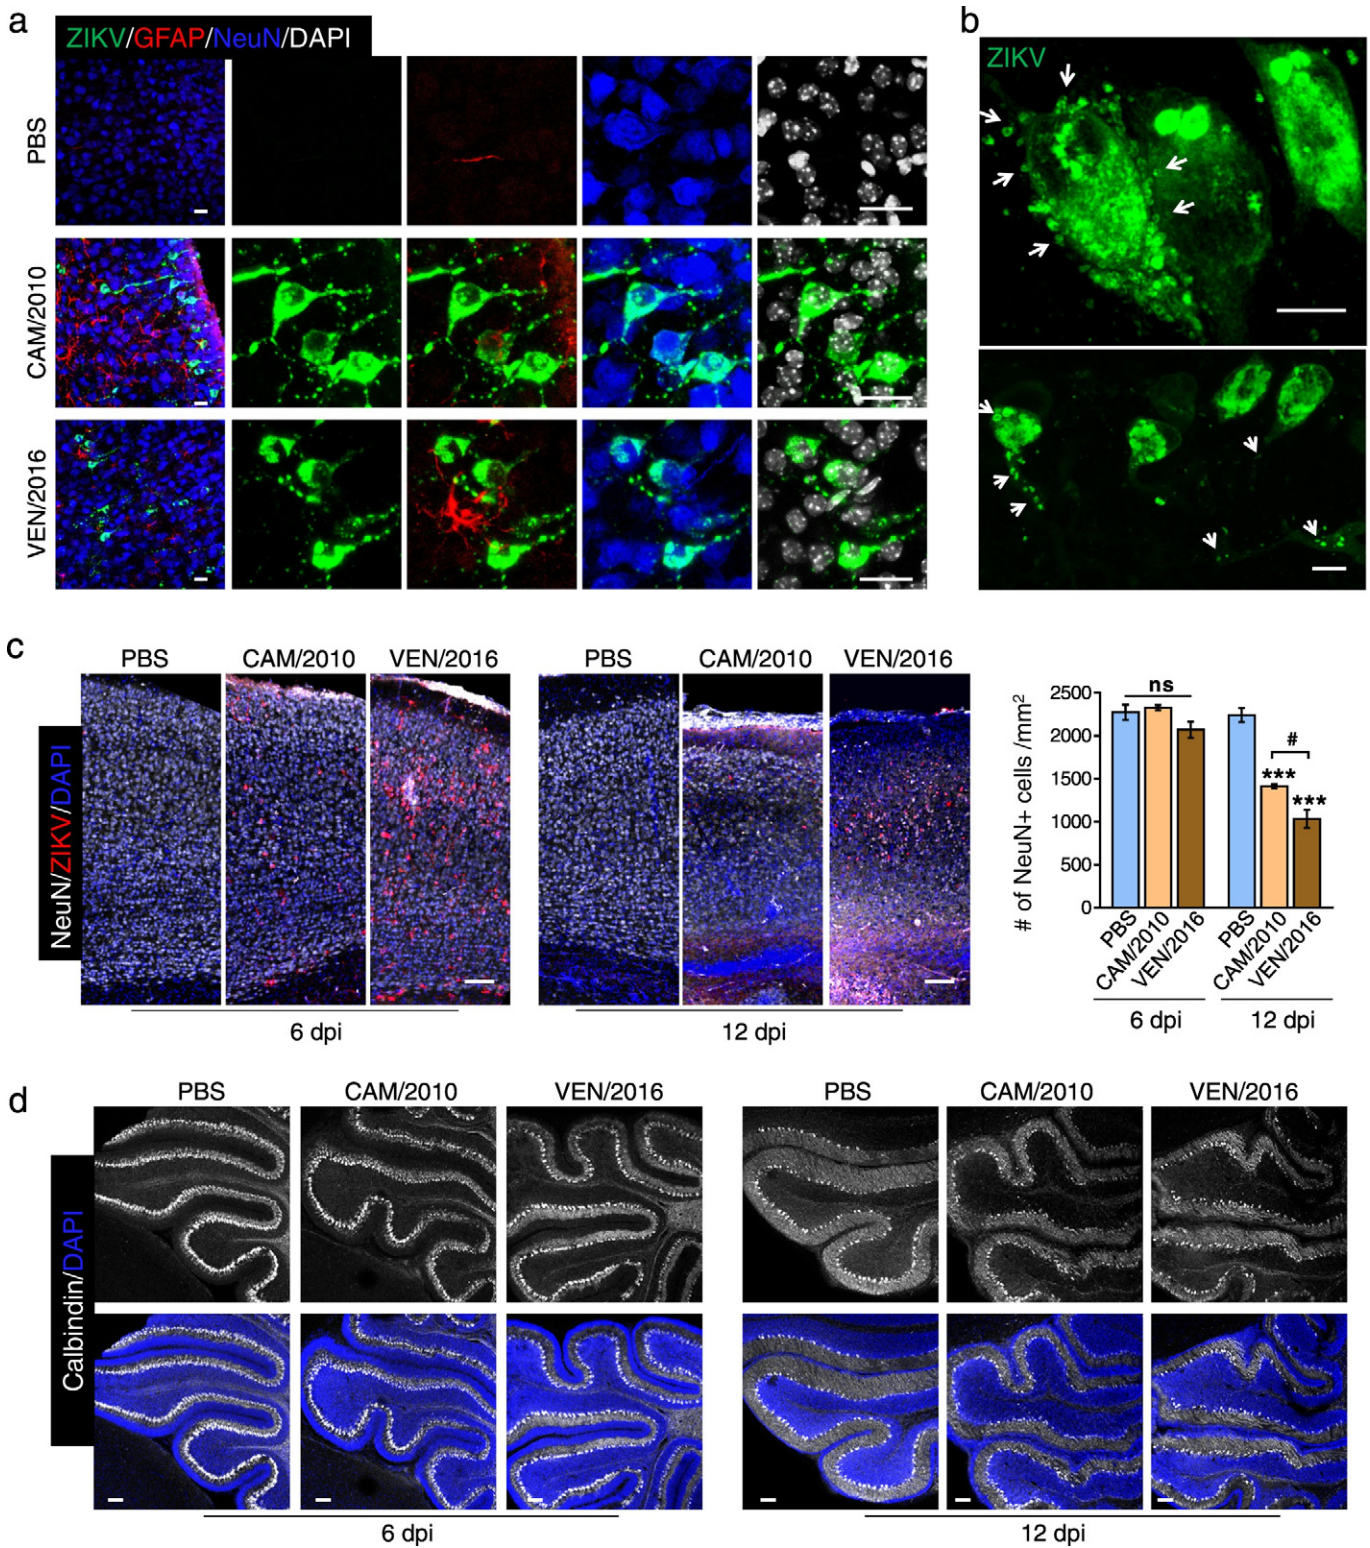 a
ZIKV/GFAP/NeuN/DAPI
PBS
CAM/2010
VEN/2016
b
ZIKV
c
PBS
CAM/2010
VEN/2016
PBS
CAM/2010
VEN/2016
NeuN/ZIKV/DAPI
6 dpi
12 dpi
# of NeuN+ cells /mm²
2500
2000
1500
1000
500
0
ns
#
***
***
PBS
CAM/2010
VEN/2016
PBS
CAM/2010
VEN/2016
6 dpi
12 dpi
d
PBS
CAM/2010
VEN/2016
PBS
CAM/2010
VEN/2016
Calbindin/DAPI
6 dpi
12 dpi